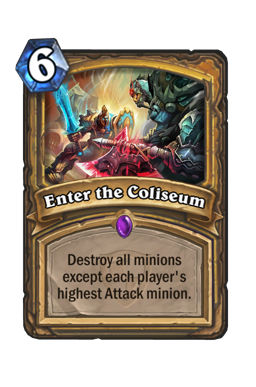 6
Enter the Coliseum
Destroy all minions
except each player's
highest Attack minion.